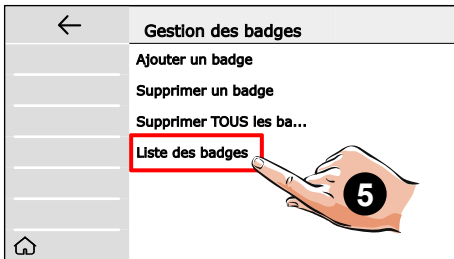 Gestion des badges
Ajouter un badge
Supprimer un badge
Supprimer TOUS les ba...
Liste des badges
5